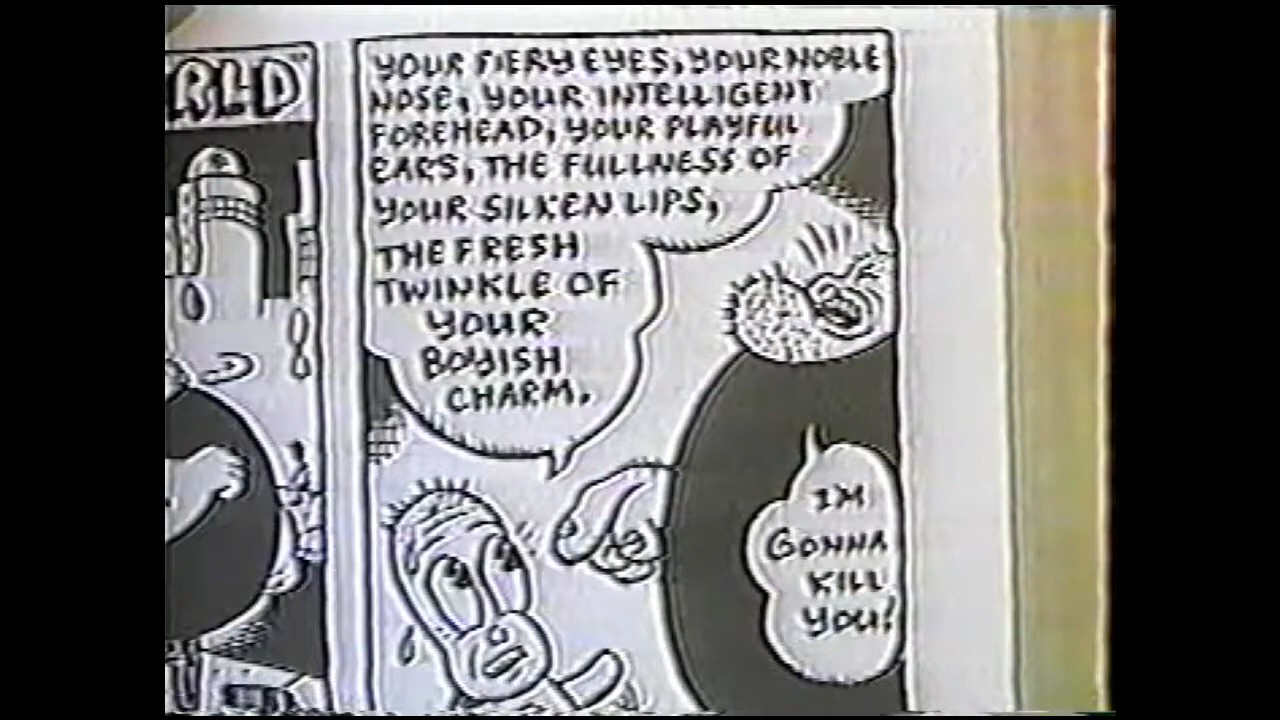 RLD"
YOUR FIERY EYES, YOUR NOBLE
NOSE, YOUR INTELLIGENT
FOREHEAD, YOUR PLAYFUL
EARS, THE FULLNESS OF
YOUR SILKEN LIPS,
THE FRESH
TWINKLE OF
YOUR
BOYISH
CHARM.
I'M
GONNA
KILL
YOU!